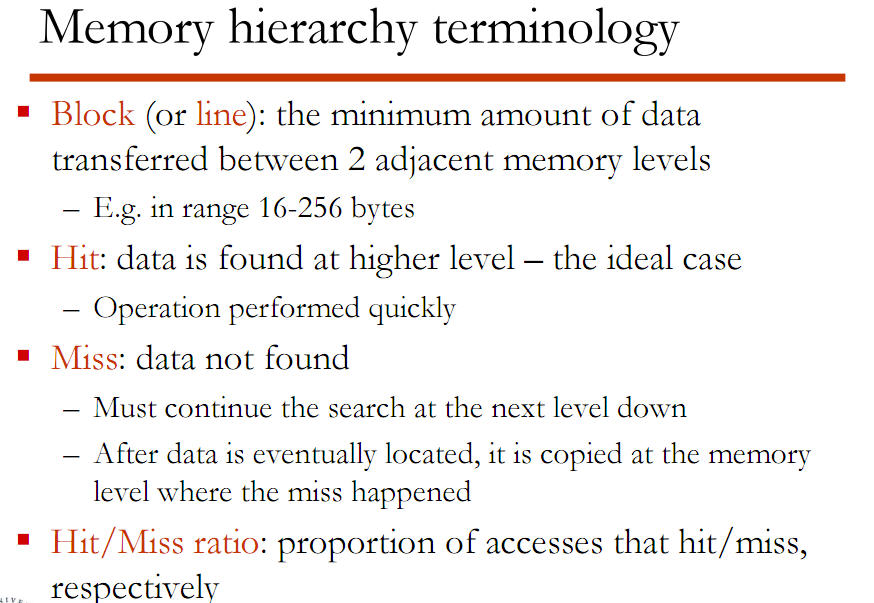 Memory hierarchy terminology
▪ Block (or line): the minimum amount of data
transferred between 2 adjacent memory levels
– E.g. in range 16-256 bytes
▪ Hit: data is found at higher level – the ideal case
– Operation performed quickly
▪ Miss: data not found
– Must continue the search at the next level down
– After data is eventually located, it is copied at the memory
level where the miss happened
▪ Hit/Miss ratio: proportion of accesses that hit/miss,
respectively